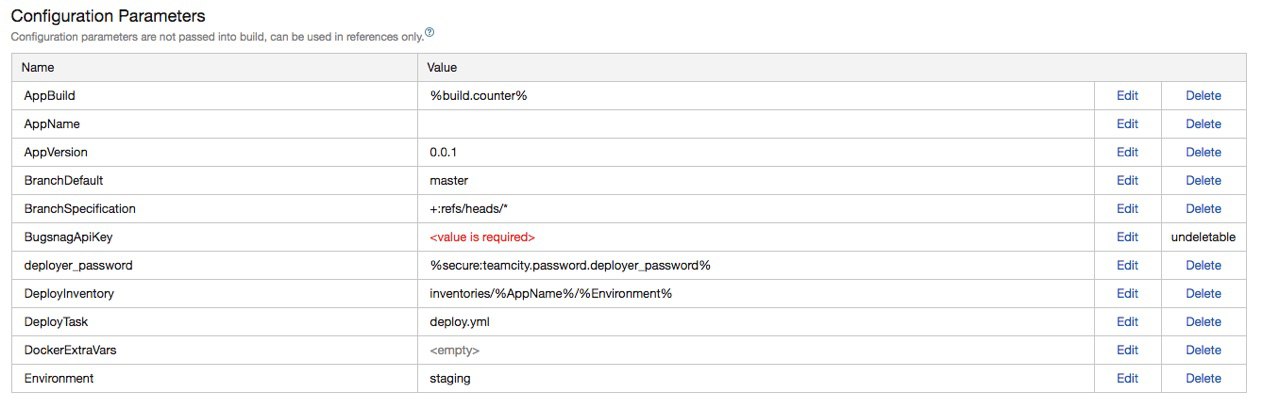 Configuration Parameters
Configuration parameters are not passed into build, can be used in references only.?
Name Value
AppBuild %build.counter% Edit Delete
AppName Edit Delete
AppVersion 0.0.1 Edit Delete
BranchDefault master Edit Delete
BranchSpecification +:refs/heads/* Edit Delete
BugsnagApiKey <value is required> Edit undeletable
deployer_password %secure:teamcity.password.deployer_password% Edit Delete
DeployInventory inventories/%AppName%/%Environment% Edit Delete
DeployTask deploy.yml Edit Delete
DockerExtraVars <empty> Edit Delete
Environment staging Edit Delete